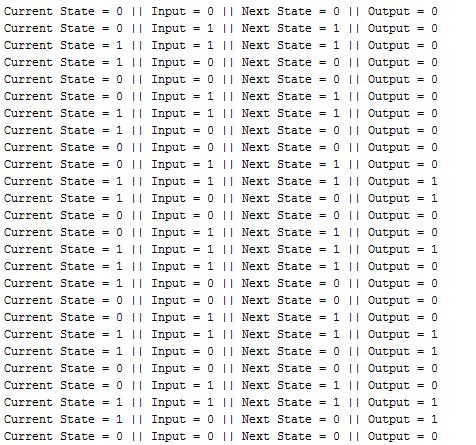 Current State = 0 || Input = 0 || Next State = 0 || Output = 0
Current State = 0 || Input = 1 || Next State = 1 || Output = 0
Current State = 1 || Input = 1 || Next State = 1 || Output = 0
Current State = 1 || Input = 0 || Next State = 0 || Output = 0
Current State = 0 || Input = 0 || Next State = 0 || Output = 0
Current State = 0 || Input = 1 || Next State = 1 || Output = 0
Current State = 1 || Input = 1 || Next State = 1 || Output = 0
Current State = 1 || Input = 0 || Next State = 0 || Output = 0
Current State = 0 || Input = 0 || Next State = 0 || Output = 0
Current State = 0 || Input = 1 || Next State = 1 || Output = 0
Current State = 1 || Input = 1 || Next State = 1 || Output = 1
Current State = 1 || Input = 0 || Next State = 0 || Output = 1
Current State = 0 || Input = 0 || Next State = 0 || Output = 0
Current State = 0 || Input = 1 || Next State = 1 || Output = 0
Current State = 1 || Input = 1 || Next State = 1 || Output = 1
Current State = 1 || Input = 1 || Next State = 1 || Output = 0
Current State = 1 || Input = 0 || Next State = 0 || Output = 0
Current State = 0 || Input = 0 || Next State = 0 || Output = 0
Current State = 0 || Input = 1 || Next State = 1 || Output = 0
Current State = 1 || Input = 1 || Next State = 1 || Output = 1
Current State = 1 || Input = 0 || Next State = 0 || Output = 1
Current State = 0 || Input = 0 || Next State = 0 || Output = 0
Current State = 0 || Input = 1 || Next State = 1 || Output = 0
Current State = 1 || Input = 1 || Next State = 1 || Output = 1
Current State = 1 || Input = 0 || Next State = 0 || Output = 1
Current State = 0 || Input = 0 || Next State = 0 || Output = 0